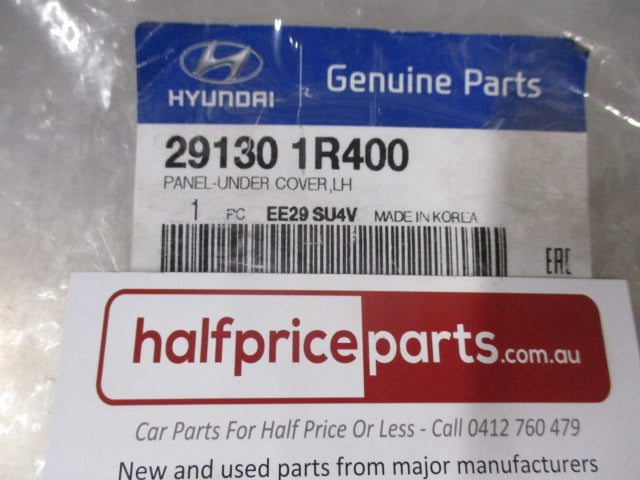 HYUNDAI
Genuine Parts
29130 1R400
PANEL-UNDER COVER,LH
1 PC EE29 SU4V MADE IN KOREA
EAC
halfpriceparts.com.au
Car Parts For Half Price Or Less - Call 0412 760 479
New and used parts from major manufacturers